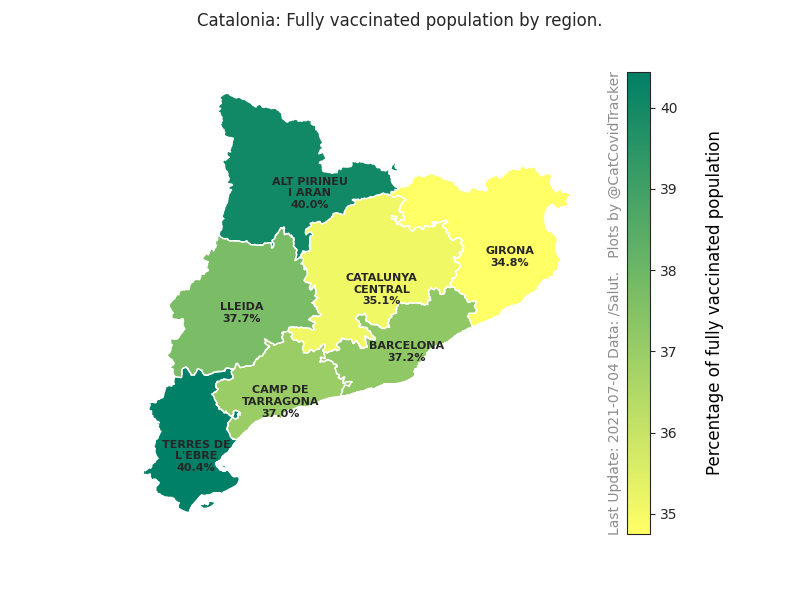 Catalonia: Fully vaccinated population by region.
ALT PIRINEU
I ARAN
40.0%
GIRONA
34.8%
CATALUNYA
CENTRAL
35.1%
LLEIDA
37.7%
BARCELONA
37.2%
CAMP DE
TARRAGONA
37.0%
TERRES DE
L'EBRE
40.4%
Last Update: 2021-07-04 Data: /Salut.   Plots by @CatCovidTracker
40
39
38
37
36
35
Percentage of fully vaccinated population